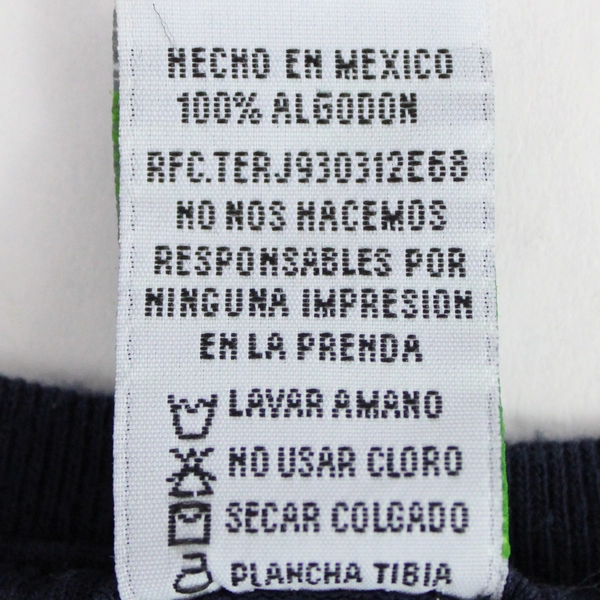 HECHO EN MEXICO
100% ALGODON
RFC.TERJ930312E68
NO NOS HACEMOS
RESPONSABLES POR
NINGUNA IMPRESION
EN LA PRENDA
LAVAR AMANO
NO USAR CLORO
SECAR COLGADO
PLANCHA TIBIA